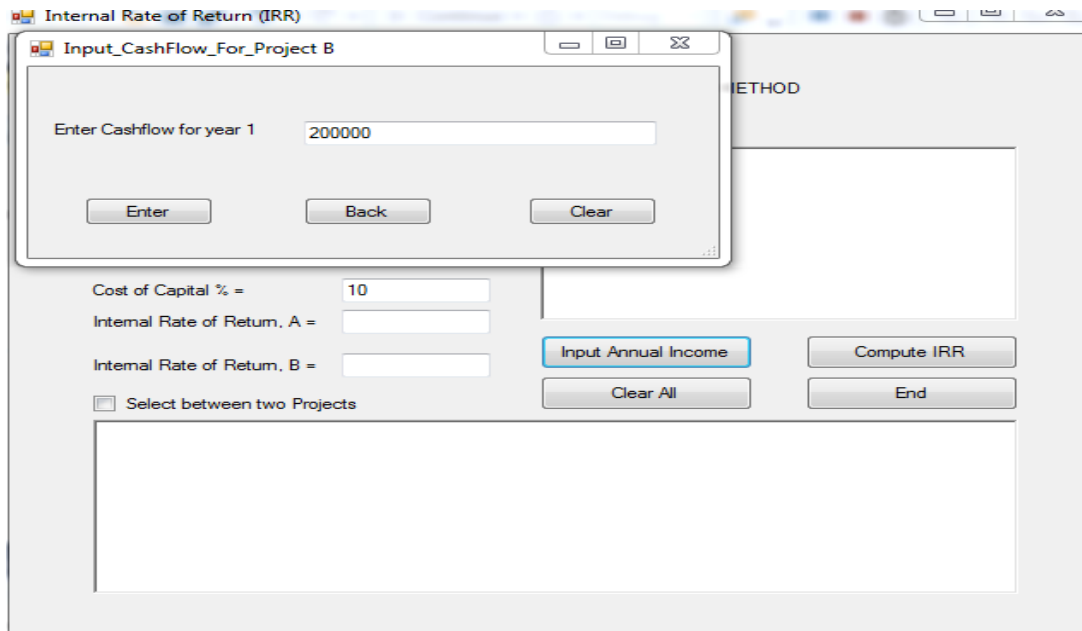 Internal Rate of Return (IRR)
Input_CashFlow_For_Project B
METHOD
Enter Cashflow for year 1 200000
Enter Back Clear
Cost of Capital % = 10
Internal Rate of Return, A =
Internal Rate of Return, B =
Input Annual Income Compute IRR
Clear All End
Select between two Projects